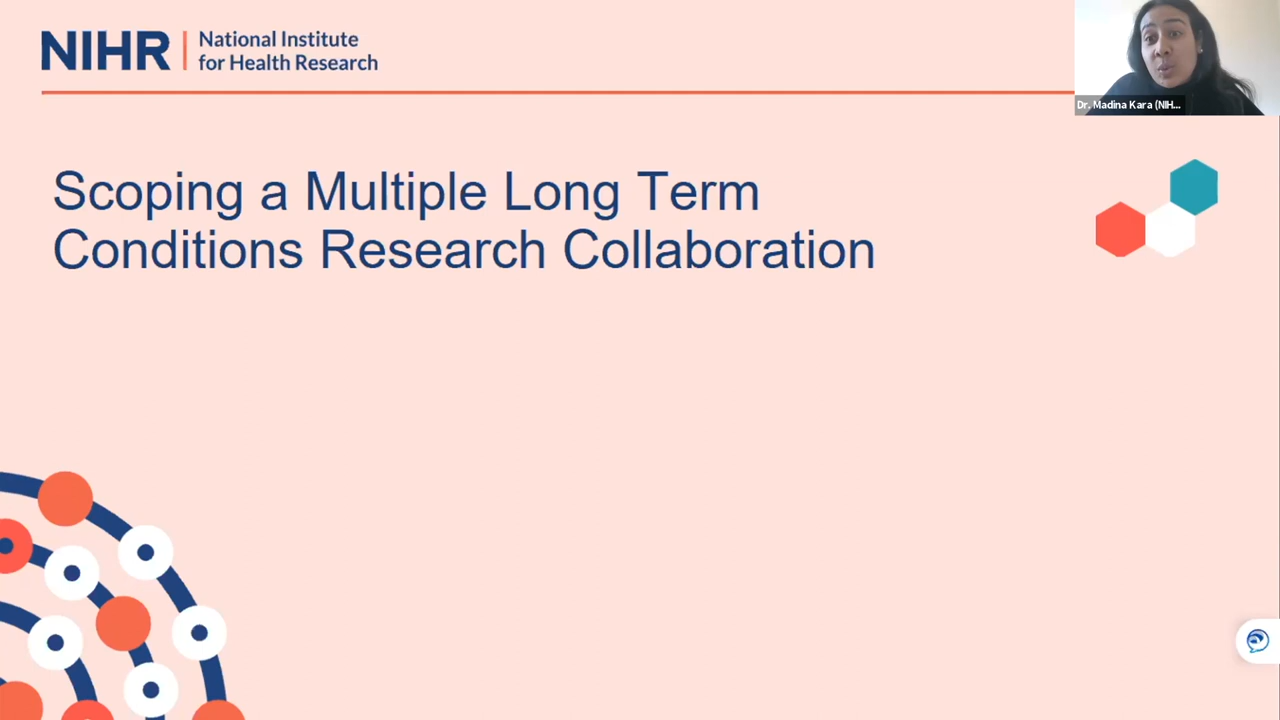 NIHR | National Institute
for Health Research
Dr. Madina Kara (NIH...
Scoping a Multiple Long Term
Conditions Research Collaboration